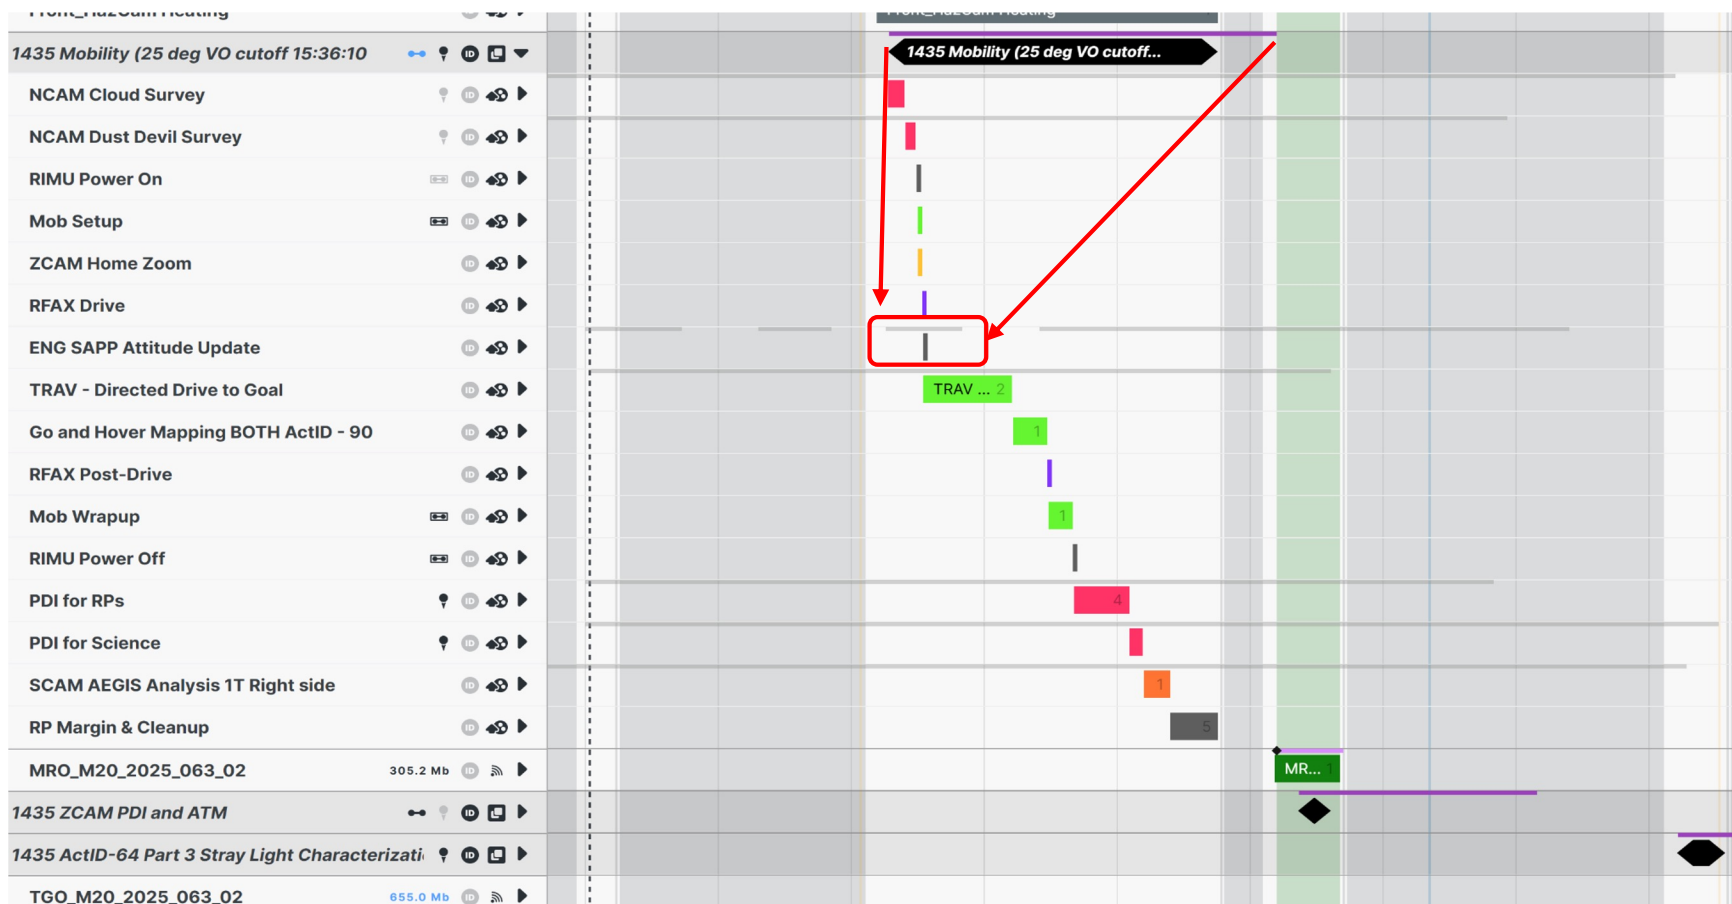 Front_HazCam Heating
Front_HazCam Heating
1435 Mobility (25 deg VO cutoff 15:36:10
1435 Mobility (25 deg VO cutoff...
NCAM Cloud Survey
NCAM Dust Devil Survey
RIMU Power On
Mob Setup
ZCAM Home Zoom
RFAX Drive
ENG SAPP Attitude Update
TRAV - Directed Drive to Goal
TRAV ... 2
Go and Hover Mapping BOTH ActID - 90
1
RFAX Post-Drive
Mob Wrapup
1
RIMU Power Off
PDI for RPs
4
PDI for Science
SCAM AEGIS Analysis 1T Right side
1
RP Margin & Cleanup
5
MRO_M20_2025_063_02 305.2 Mb
MR... 1
1435 ZCAM PDI and ATM
1435 ActID-64 Part 3 Stray Light Characterizati
TGO_M20_2025_063_02 655.0 Mb